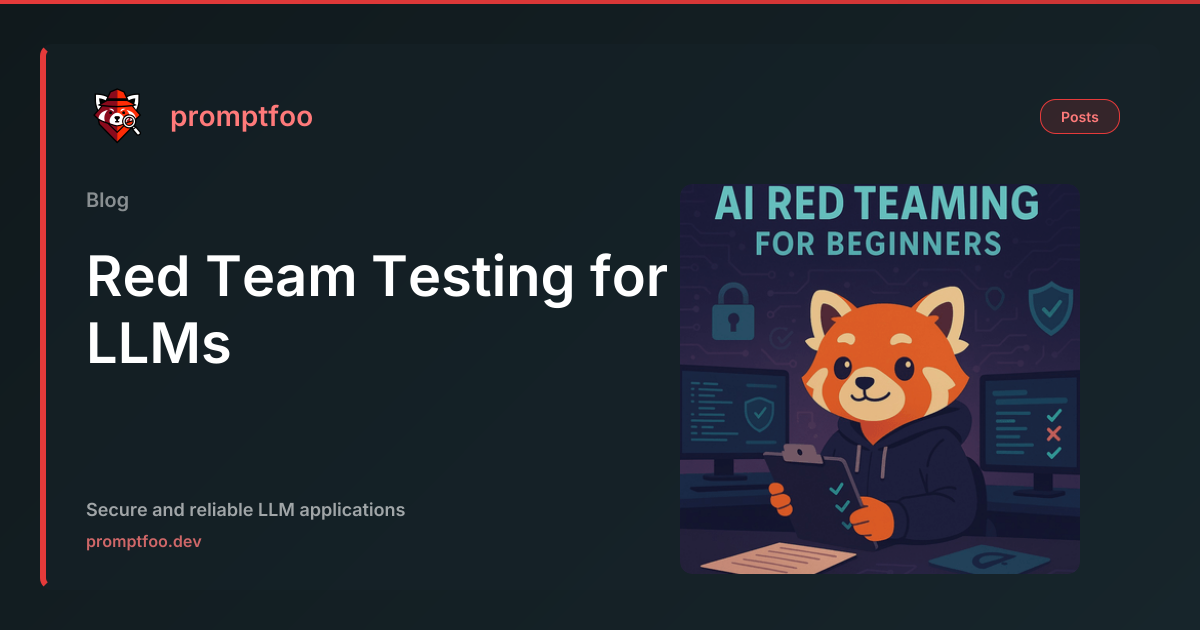 promptfoo
Posts
Blog
Red Team Testing for
LLMs
Secure and reliable LLM applications
promptfoo.dev
AI RED TEAMING
FOR BEGINNERS